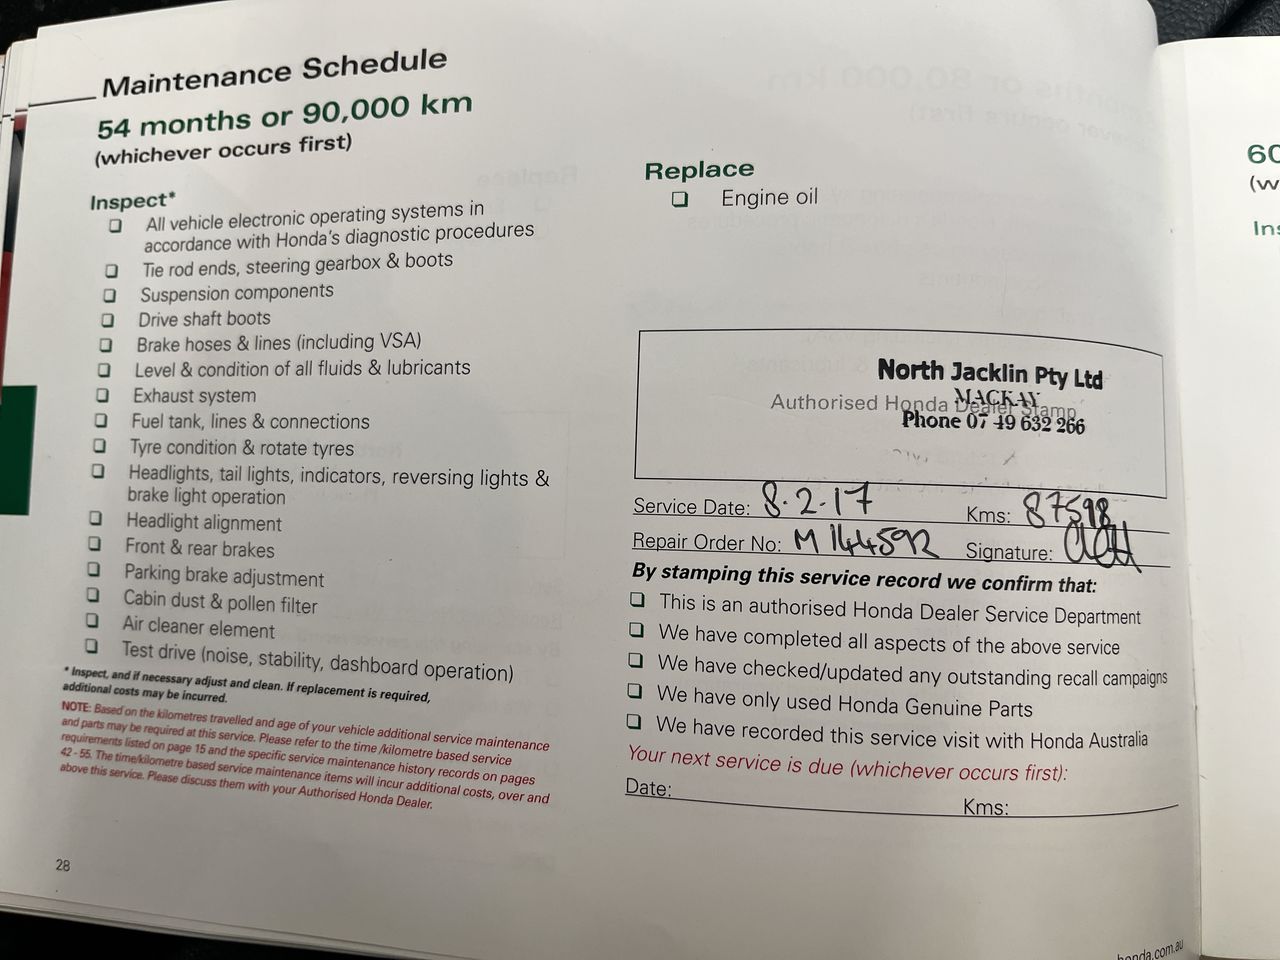 Maintenance Schedule
54 months or 90,000 km
(whichever occurs first)
Inspect*
All vehicle electronic operating systems in
accordance with Honda's diagnostic procedures
Tie rod ends, steering gearbox & boots
Suspension components
Drive shaft boots
Brake hoses & lines (including VSA)
Level & condition of all fluids & lubricants
Exhaust system
Fuel tank, lines & connections
Tyre condition & rotate tyres
Headlights, tail lights, indicators, reversing lights &
brake light operation
Headlight alignment
Front & rear brakes
Parking brake adjustment
Cabin dust & pollen filter
Air cleaner element
Test drive (noise, stability, dashboard operation)
* Inspect, and if necessary adjust and clean. If replacement is required,
additional costs may be incurred.
NOTE: Based on the kilometres travelled and age of your vehicle additional service maintenance
and parts may be required at this service. Please refer to the time /kilometre based service
requirements listed on page 15 and the specific service maintenance history records on pages
42 - 55. The time/kilometre based service maintenance items will incur additional costs, over and
above this service. Please discuss them with your Authorised Honda Dealer.
28
Replace
Engine oil
North Jacklin Pty Ltd
MACKAY
Authorised Honda Dealer Stamp
Phone 07 49 632 266
Service Date: 8.2.17 Kms: 87598
Repair Order No: M144592 Signature:
By stamping this service record we confirm that:
This is an authorised Honda Dealer Service Department
We have completed all aspects of the above service
We have checked/updated any outstanding recall campaigns
We have only used Honda Genuine Parts
We have recorded this service visit with Honda Australia
Your next service is due (whichever occurs first):
Date: Kms:
honda.com.au
60
(w
Ins